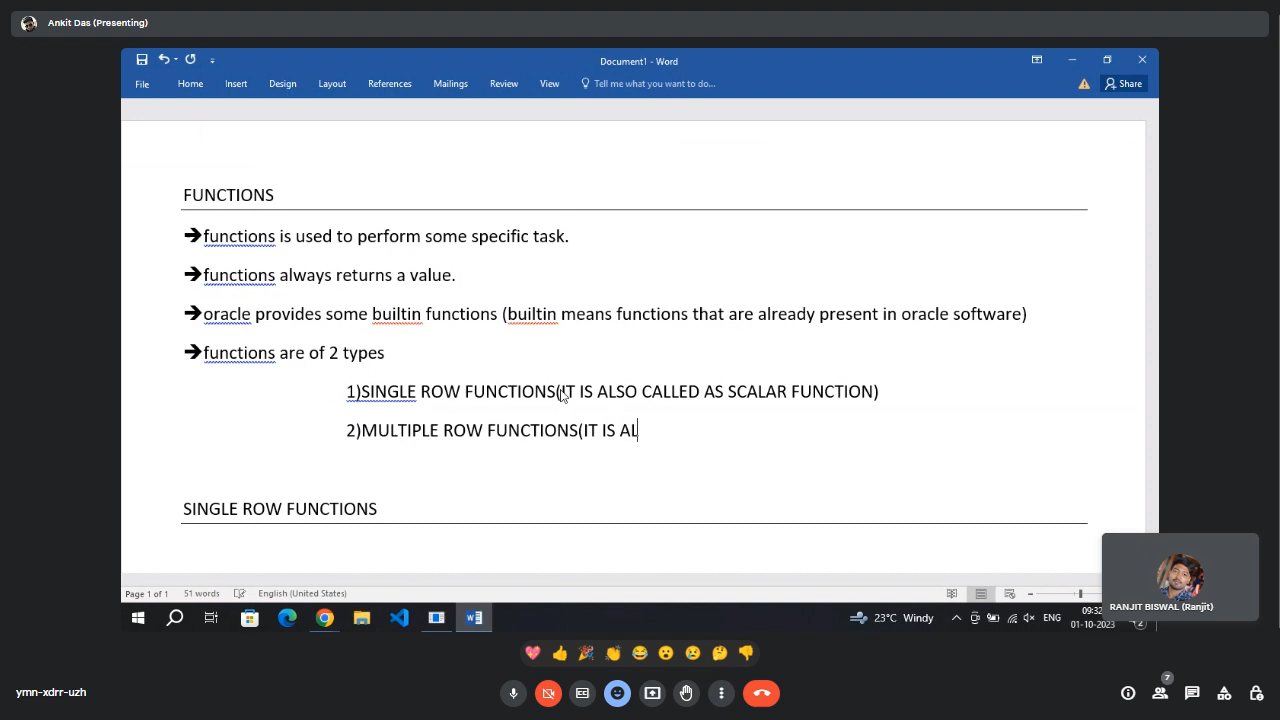 Ankit Das (Presenting)
Document1 - Word
File Home Insert Design Layout References Mailings Review View Tell me what you want to do... Share
FUNCTIONS
➔functions is used to perform some specific task.
➔functions always returns a value.
➔oracle provides some builtin functions (builtin means functions that are already present in oracle software)
➔functions are of 2 types
1)SINGLE ROW FUNCTIONS(IT IS ALSO CALLED AS SCALAR FUNCTION)
2)MULTIPLE ROW FUNCTIONS(IT IS AL
SINGLE ROW FUNCTIONS
Page 1 of 1 51 words English (United States)
RANJIT BISWAL (Ranjit)
23°C Windy ENG 09:32
01-10-2023 2
ymn-xdrr-uzh 7